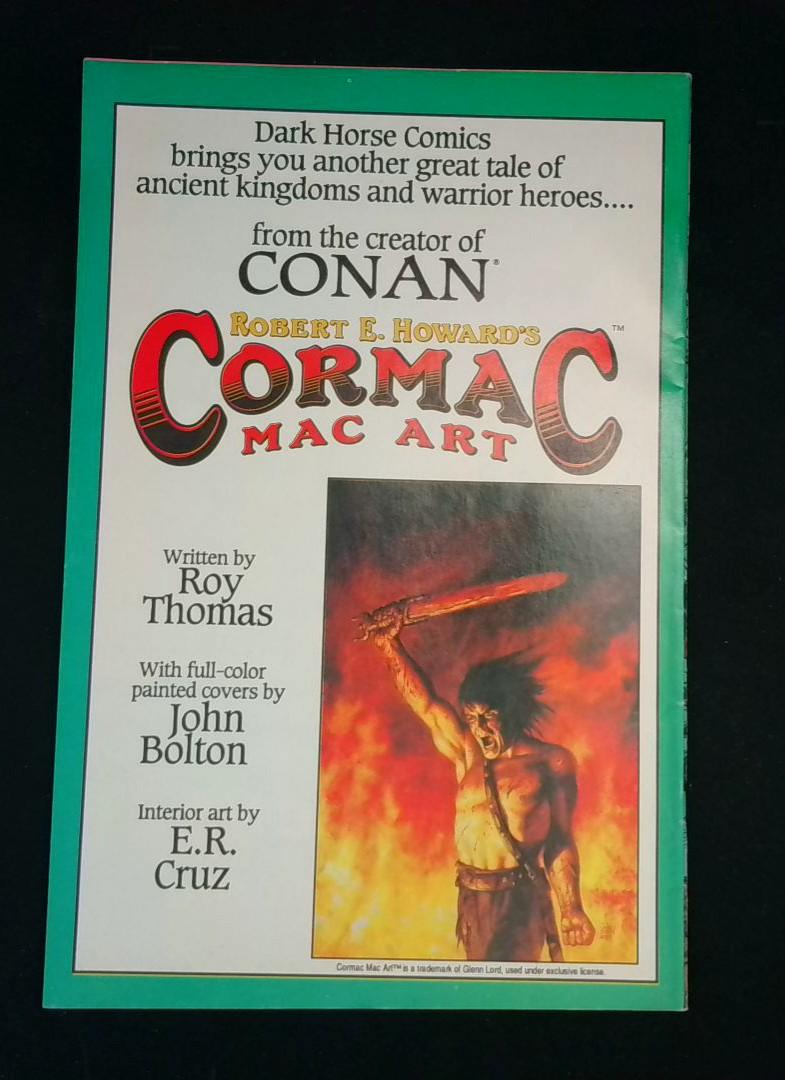 Dark Horse Comics
brings you another great tale of
ancient kingdoms and warrior heroes....
from the creator of
CONAN®
ROBERT E. HOWARD'S
CORMAC™
MAC ART
Written by
Roy
Thomas
With full-color
painted covers by
John
Bolton
Interior art by
E.R.
Cruz
Cormac Mac Art™ is a trademark of Glenn Lord, used under exclusive license.